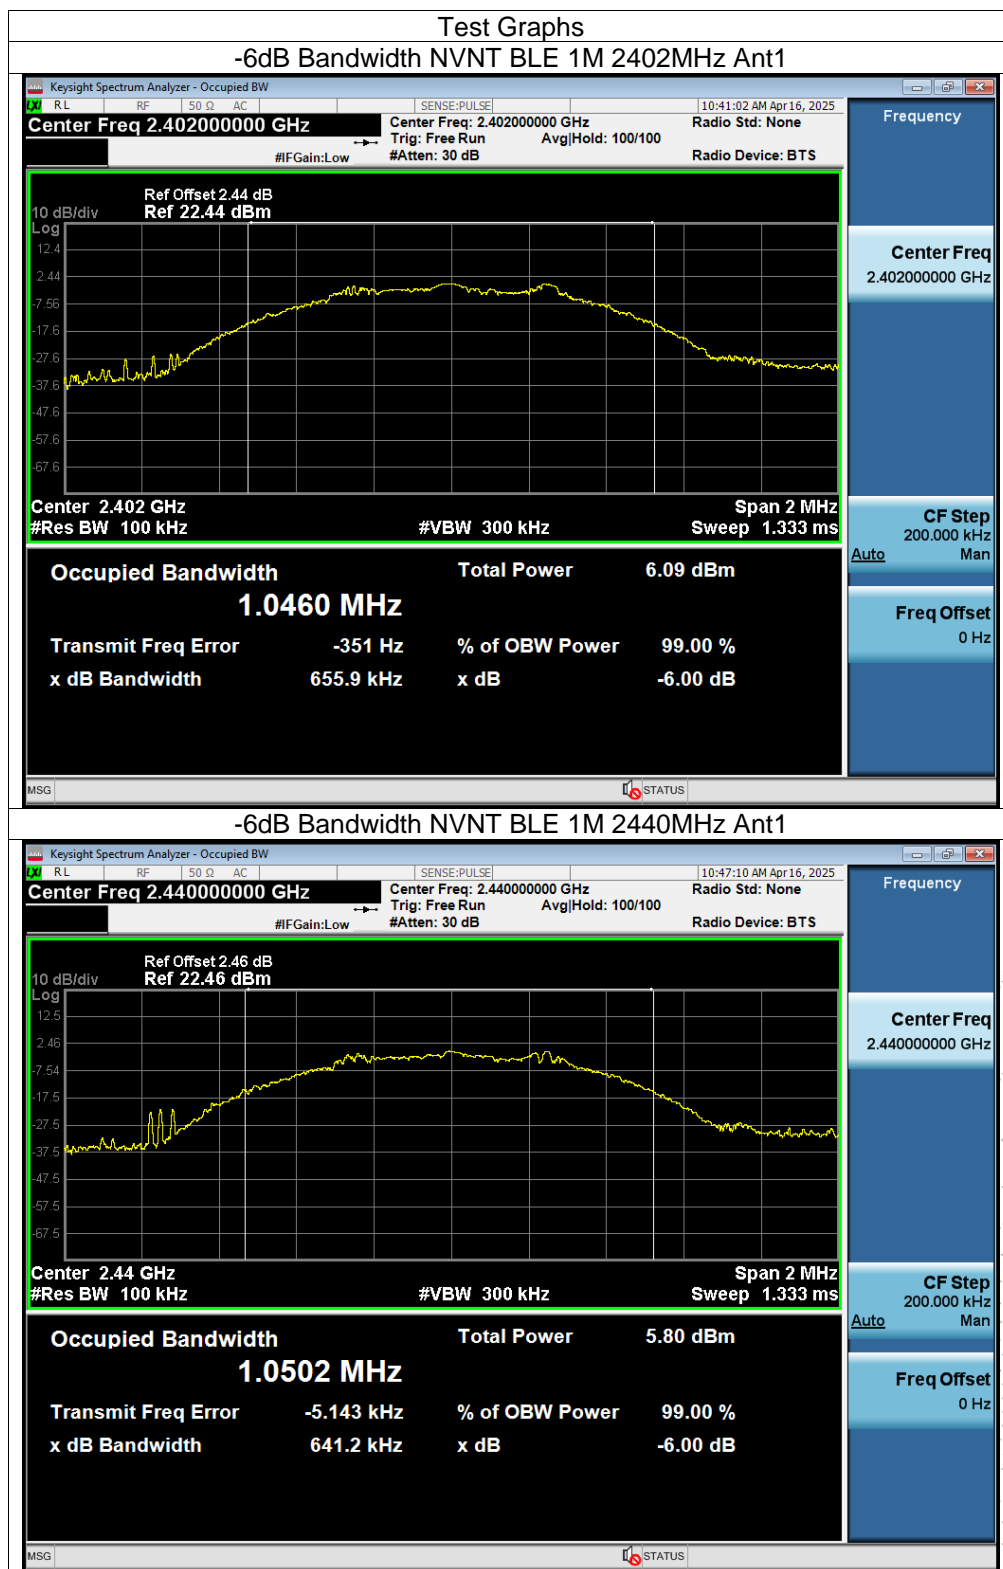 Test Graphs
-6dB Bandwidth NVNT BLE 1M 2402MHz Ant1
Keysight Spectrum Analyzer - Occupied BW
LXI RL RF 50 Ω AC SENSE:PULSE 10:41:02 AM Apr 16, 2025
Center Freq 2.402000000 GHz Center Freq: 2.402000000 GHz Radio Std: None Frequency
Trig: Free Run Avg|Hold: 100/100
#IFGain:Low #Atten: 30 dB Radio Device: BTS
Ref Offset 2.44 dB
10 dB/div Ref 22.44 dBm
Log
12.4
2.44
-7.56
-17.6
-27.6
-37.6
-47.6
-57.6
-67.6
Center Freq
2.402000000 GHz
Center 2.402 GHz Span 2 MHz
#Res BW 100 kHz #VBW 300 kHz Sweep 1.333 ms
CF Step
200.000 kHz
Auto Man
Occupied Bandwidth Total Power 6.09 dBm
1.0460 MHz
Transmit Freq Error -351 Hz % of OBW Power 99.00 %
x dB Bandwidth 655.9 kHz x dB -6.00 dB
Freq Offset
0 Hz
MSG STATUS
-6dB Bandwidth NVNT BLE 1M 2440MHz Ant1
Keysight Spectrum Analyzer - Occupied BW
LXI RL RF 50 Ω AC SENSE:PULSE 10:47:10 AM Apr 16, 2025
Center Freq 2.440000000 GHz Center Freq: 2.440000000 GHz Radio Std: None Frequency
Trig: Free Run Avg|Hold: 100/100
#IFGain:Low #Atten: 30 dB Radio Device: BTS
Ref Offset 2.46 dB
10 dB/div Ref 22.46 dBm
Log
12.5
2.46
-7.54
-17.5
-27.5
-37.5
-47.5
-57.5
-67.5
Center Freq
2.440000000 GHz
Center 2.44 GHz Span 2 MHz
#Res BW 100 kHz #VBW 300 kHz Sweep 1.333 ms
CF Step
200.000 kHz
Auto Man
Occupied Bandwidth Total Power 5.80 dBm
1.0502 MHz
Transmit Freq Error -5.143 kHz % of OBW Power 99.00 %
x dB Bandwidth 641.2 kHz x dB -6.00 dB
Freq Offset
0 Hz
MSG STATUS